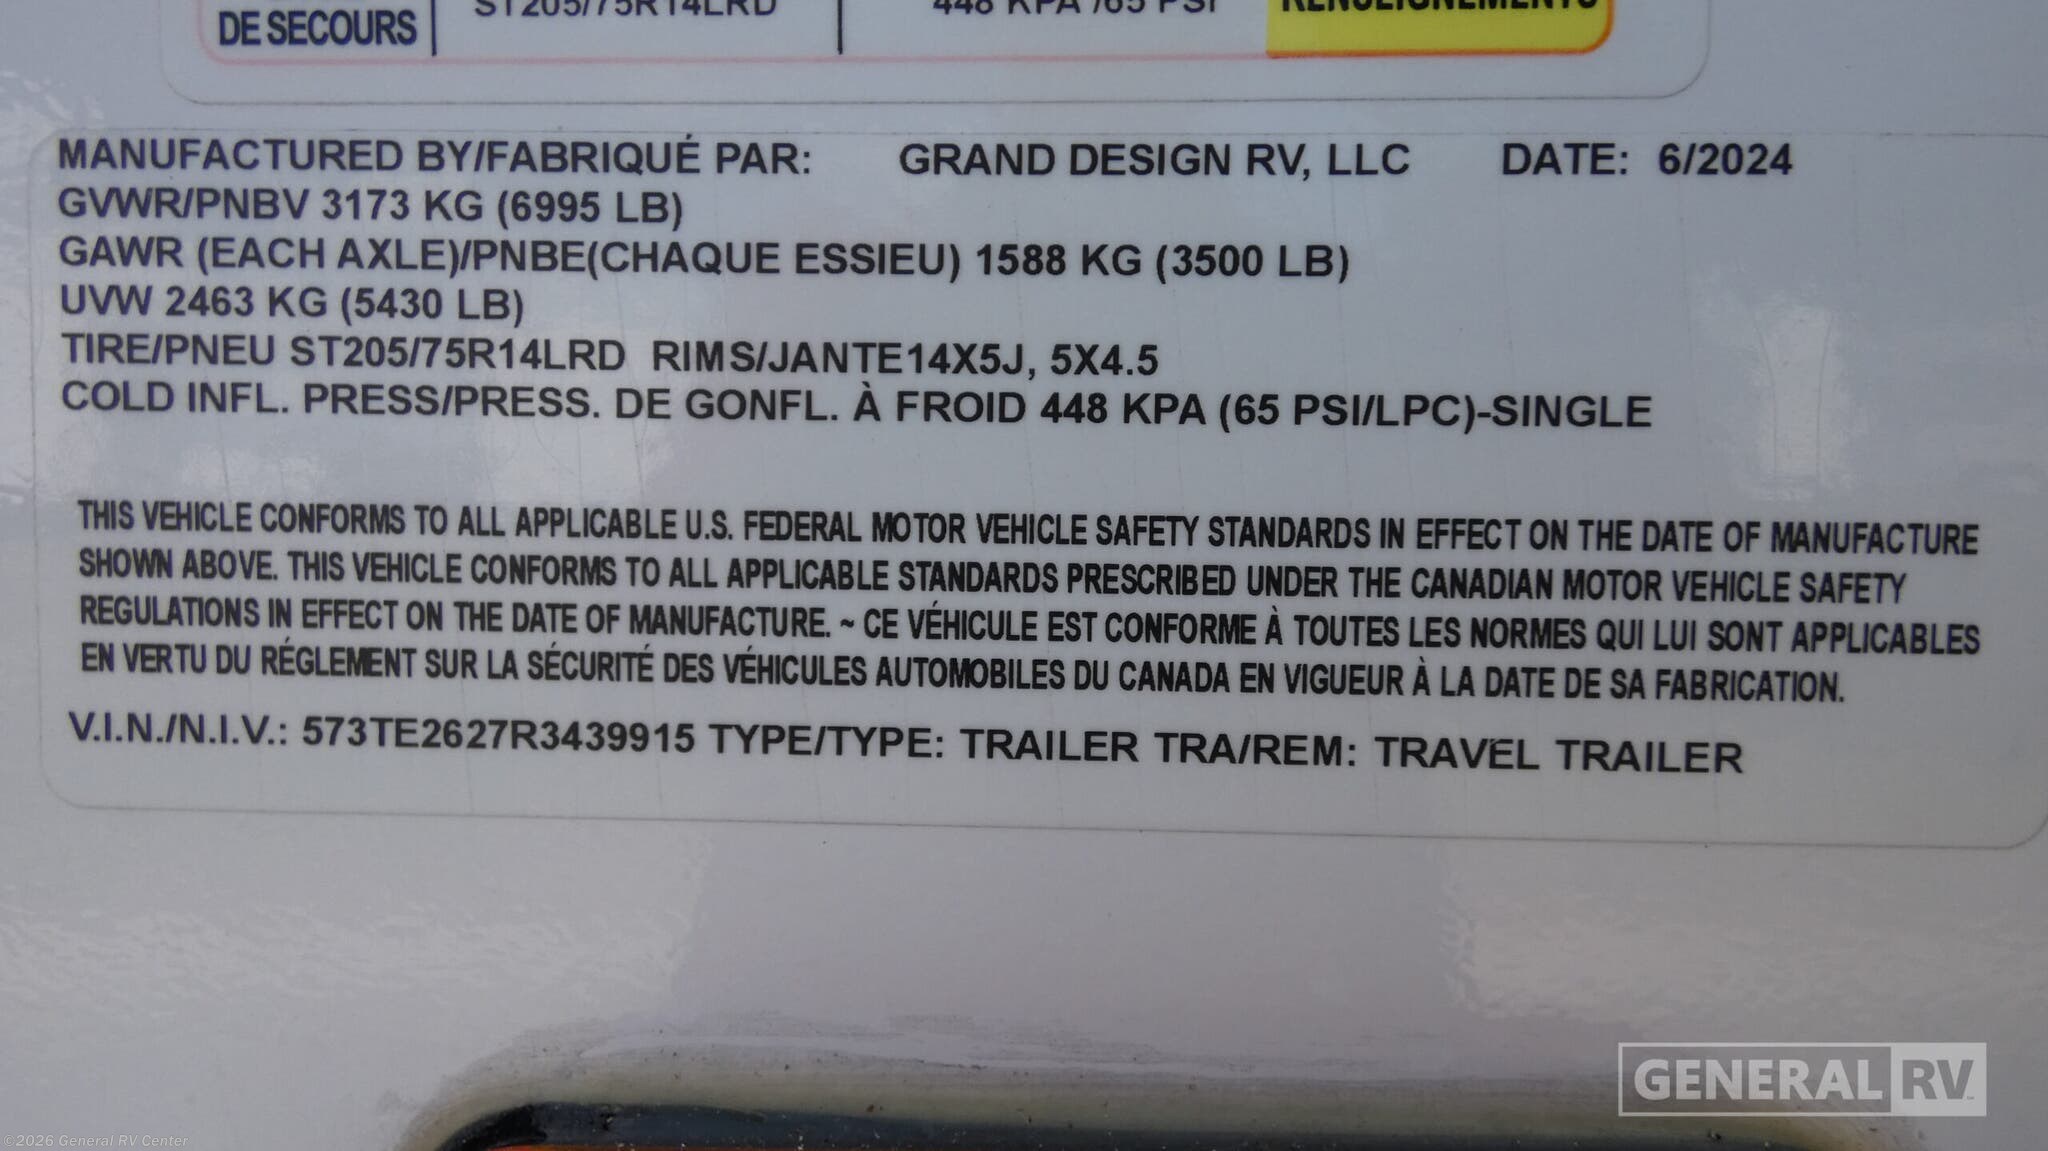 DE SECOURS
ST205/75R14LRD 448 KPA /65 PSI RENSEIGNEMENTS
MANUFACTURED BY/FABRIQUÉ PAR: GRAND DESIGN RV, LLC DATE: 6/2024
GVWR/PNBV 3173 KG (6995 LB)
GAWR (EACH AXLE)/PNBE(CHAQUE ESSIEU) 1588 KG (3500 LB)
UVW 2463 KG (5430 LB)
TIRE/PNEU ST205/75R14LRD RIMS/JANTE14X5J, 5X4.5
COLD INFL. PRESS/PRESS. DE GONFL. À FROID 448 KPA (65 PSI/LPC)-SINGLE
THIS VEHICLE CONFORMS TO ALL APPLICABLE U.S. FEDERAL MOTOR VEHICLE SAFETY STANDARDS IN EFFECT ON THE DATE OF MANUFACTURE
SHOWN ABOVE. THIS VEHICLE CONFORMS TO ALL APPLICABLE STANDARDS PRESCRIBED UNDER THE CANADIAN MOTOR VEHICLE SAFETY
REGULATIONS IN EFFECT ON THE DATE OF MANUFACTURE. ~ CE VÉHICULE EST CONFORME À TOUTES LES NORMES QUI LUI SONT APPLICABLES
EN VERTU DU RÉGLEMENT SUR LA SÉCURITÉ DES VÉHICULES AUTOMOBILES DU CANADA EN VIGUEUR À LA DATE DE SA FABRICATION.
V.I.N./N.I.V.: 573TE2627R3439915 TYPE/TYPE: TRAILER TRA/REM: TRAVEL TRAILER
GENERAL RV
©2026 General RV Center